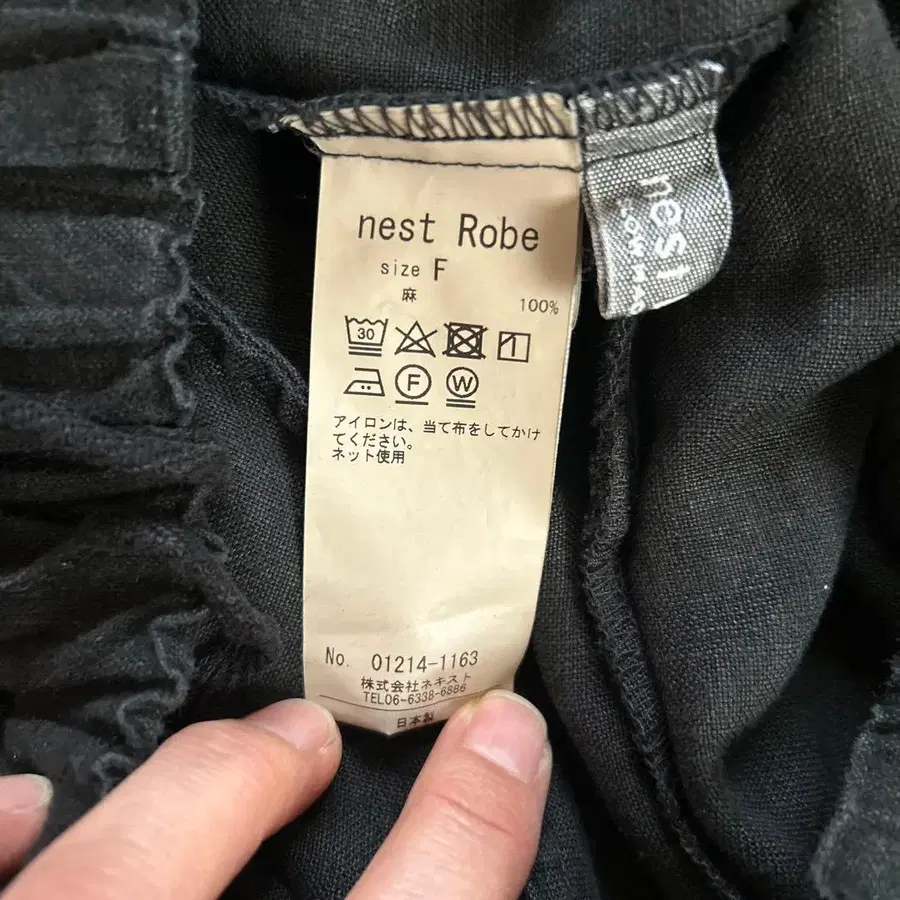 nest Robe
size F
麻 100%
30
F W
アイロンは、当て布をしてかけ
てください。
ネット使用
No. 01214-1163
株式会社ネキスト
TEL06-6338-6886
日本製
nest